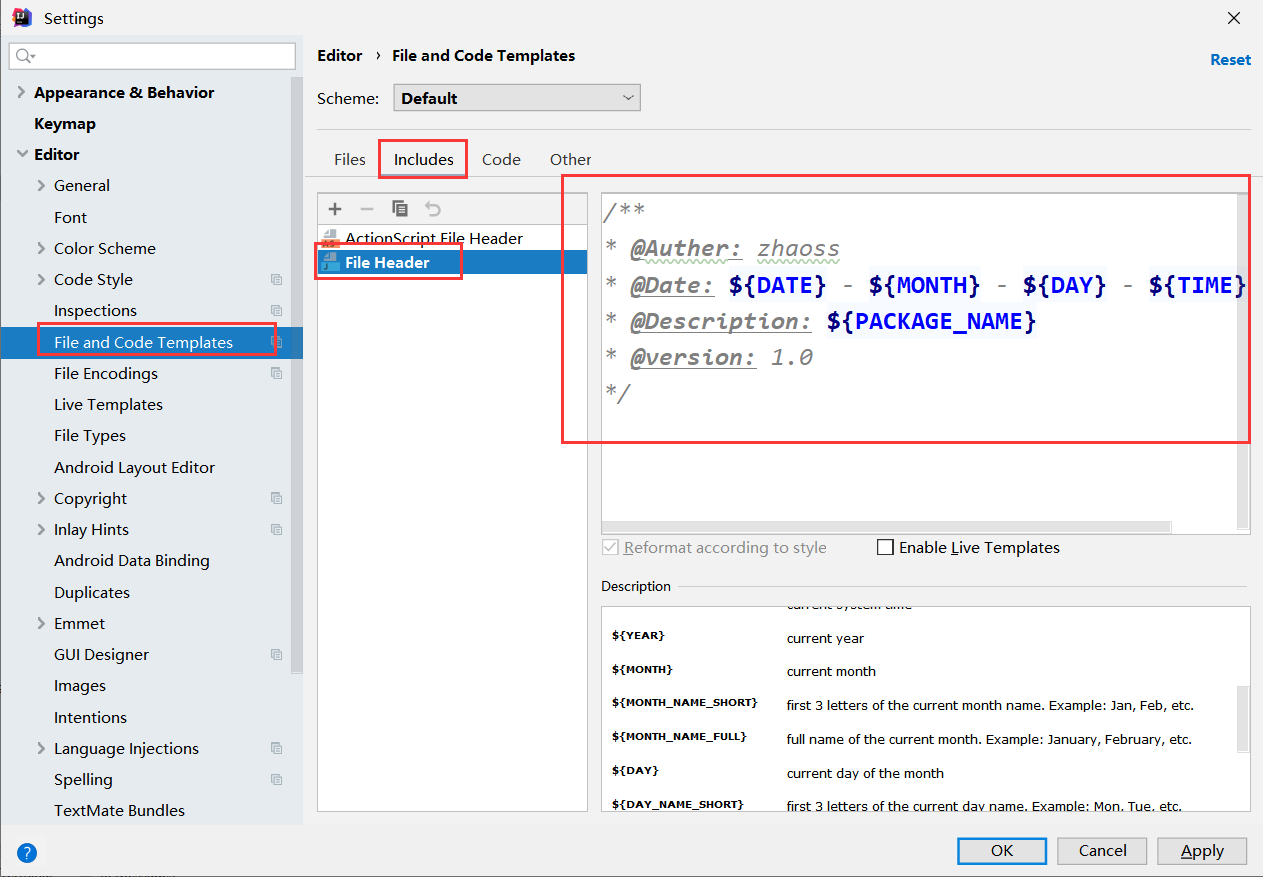 Settings
Editor › File and Code Templates
Reset
Scheme: Default
Appearance & Behavior
Keymap
Editor
General
Font
Color Scheme
Code Style
Inspections
File and Code Templates
File Encodings
Live Templates
File Types
Android Layout Editor
Copyright
Inlay Hints
Android Data Binding
Duplicates
Emmet
GUI Designer
Images
Intentions
Language Injections
Spelling
TextMate Bundles
Files Includes Code Other
ActionScript File Header
File Header
/**
* @Auther: zhaoss
* @Date: ${DATE} - ${MONTH} - ${DAY} - ${TIME}
* @Description: ${PACKAGE_NAME}
* @version: 1.0
*/
Reformat according to style Enable Live Templates
Description
current system time
${YEAR} current year
${MONTH} current month
${MONTH_NAME_SHORT} first 3 letters of the current month name. Example: Jan, Feb, etc.
${MONTH_NAME_FULL} full name of the current month. Example: January, February, etc.
${DAY} current day of the month
${DAY_NAME_SHORT} first 3 letters of the current day name. Example: Mon, Tue, etc.
?
OK Cancel Apply